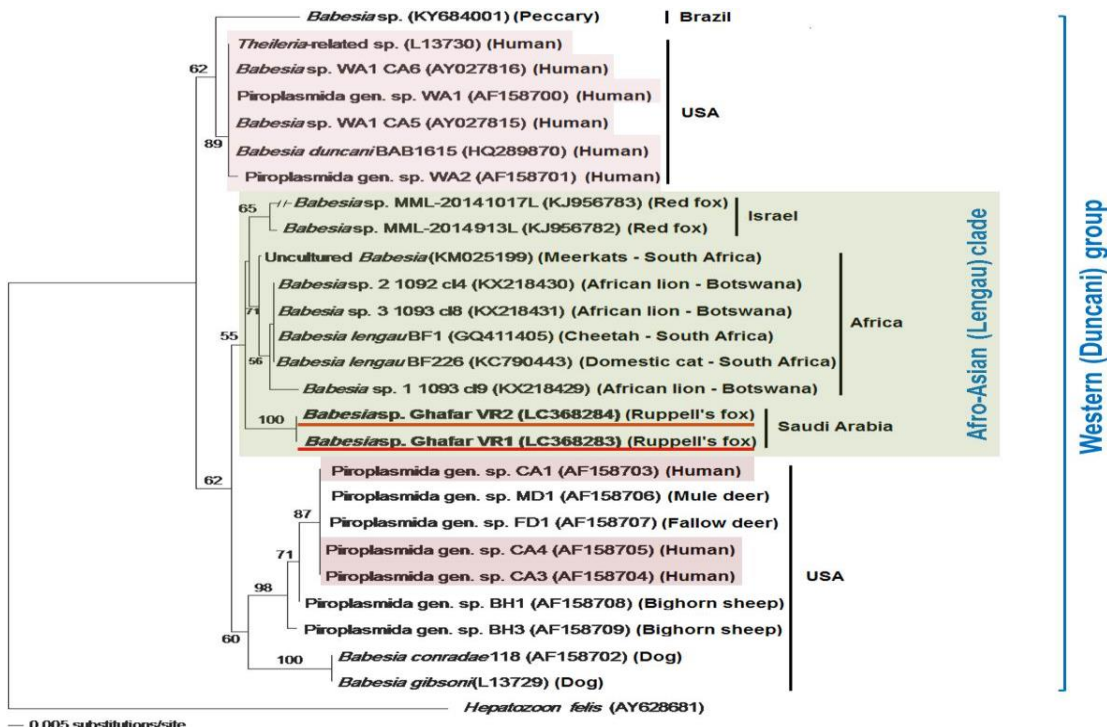 Babesia sp. (KY684001) (Peccary)
Brazil
62
Theileria-related sp. (L13730) (Human)
Babesia sp. WA1 CA6 (AY027816) (Human)
Piroplasmida gen. sp. WA1 (AF158700) (Human)
USA
Babesia sp. WA1 CA5 (AY027815) (Human)
89
Babesia duncani BAB1615 (HQ289870) (Human)
Piroplasmida gen. sp. WA2 (AF158701) (Human)
65
Babesia sp. MML-20141017L (KJ956783) (Red fox)
Israel
Babesia sp. MML-2014913L (KJ956782) (Red fox)
Uncultured Babesia (KM025199) (Meerkats - South Africa)
Babesia sp. 2 1092 cl4 (KX218430) (African lion - Botswana)
71
Babesia sp. 3 1093 cl8 (KX218431) (African lion - Botswana)
Africa
55
Babesia lengau BF1 (GQ411405) (Cheetah - South Africa)
56
Babesia lengau BF226 (KC790443) (Domestic cat - South Africa)
Babesia sp. 1 1093 cl9 (KX218429) (African lion - Botswana)
100
Babesia sp. Ghafar VR2 (LC368284) (Ruppell's fox)
Saudi Arabia
Babesia sp. Ghafar VR1 (LC368283) (Ruppell's fox)
Afro-Asian (Lengau) clade
Western (Duncani) group
62
Piroplasmida gen. sp. CA1 (AF158703) (Human)
Piroplasmida gen. sp. MD1 (AF158706) (Mule deer)
87
Piroplasmida gen. sp. FD1 (AF158707) (Fallow deer)
71
Piroplasmida gen. sp. CA4 (AF158705) (Human)
Piroplasmida gen. sp. CA3 (AF158704) (Human)
USA
98
Piroplasmida gen. sp. BH1 (AF158708) (Bighorn sheep)
Piroplasmida gen. sp. BH3 (AF158709) (Bighorn sheep)
60
Babesia conradae 118 (AF158702) (Dog)
100
Babesia gibsoni (L13729) (Dog)
Hepatozoon felis (AY628681)
0.005 substitutions/site